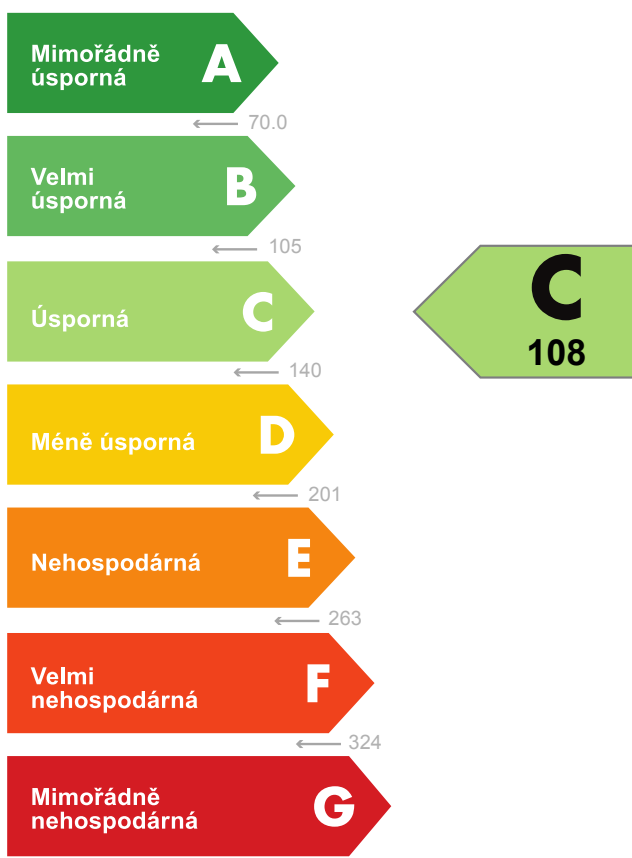 Mimořádně
úsporná
A
← 70.0
Velmi
úsporná
B
← 105
C
108
Úsporná
C
← 140
Méně úsporná
D
← 201
Nehospodárná
E
← 263
Velmi
nehospodárná
F
← 324
Mimořádně
nehospodárná
G